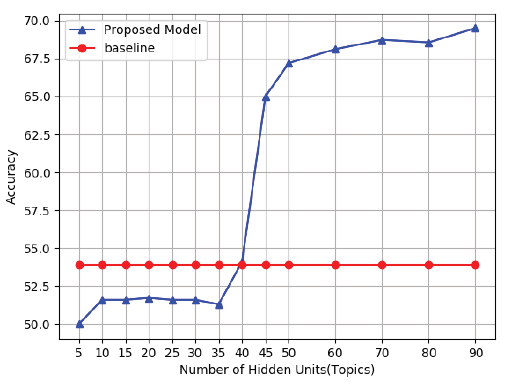 Proposed Model
baseline
70.0
67.5
65.0
62.5
60.0
57.5
55.0
52.5
50.0
Accuracy
5 10 15 20 25 30 35 40 45 50 60 70 80 90
Number of Hidden Units(Topics)